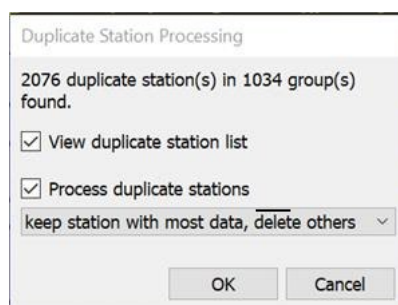 Duplicate Station Processing
2076 duplicate station(s) in 1034 group(s)
found.
View duplicate station list
Process duplicate stations
keep station with most data, delete others
OK
Cancel